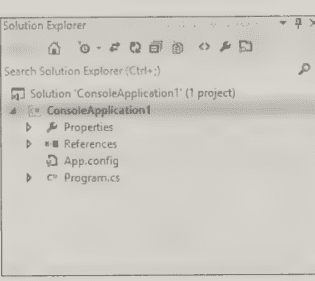 Solution Explorer
Search Solution Explorer (Ctrl+;)
Solution 'ConsoleApplication1' (1 project)
C# ConsoleApplication1
Properties
References
App.config
C# Program.cs